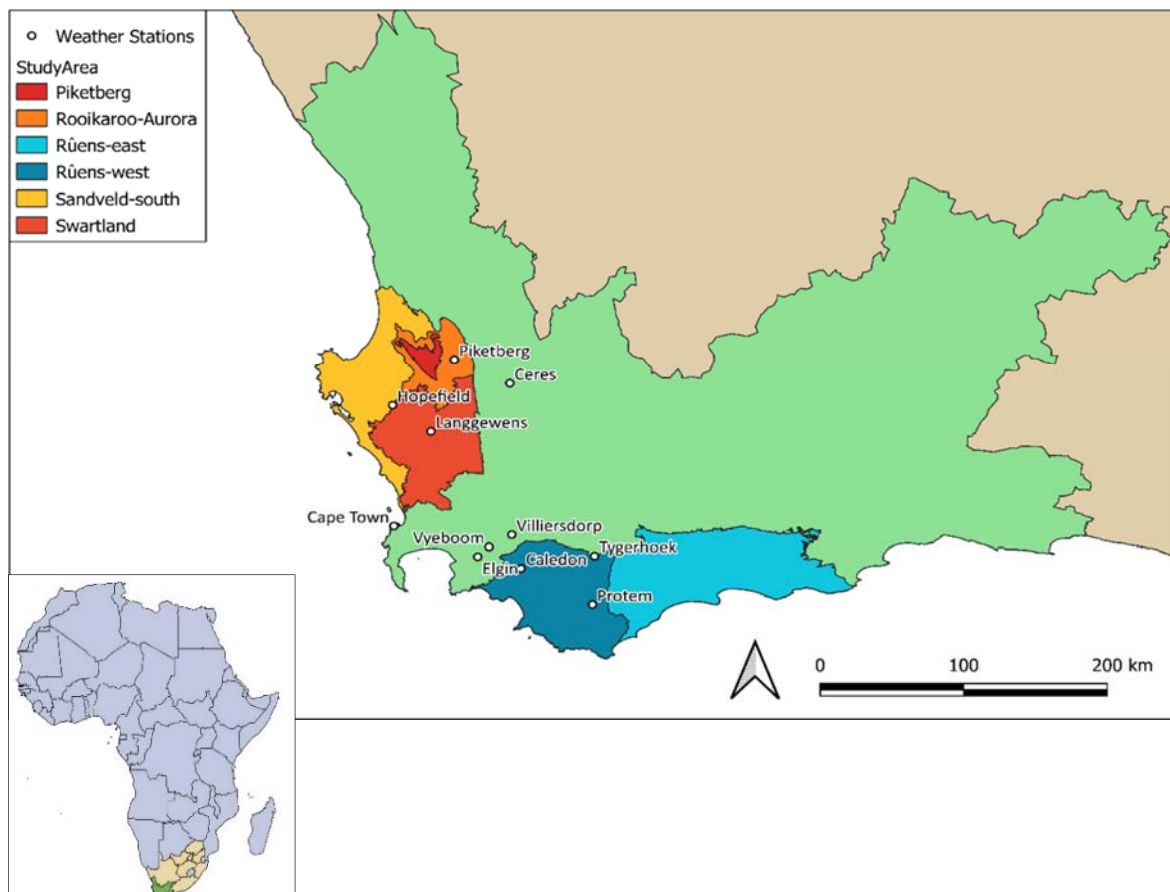 Weather Stations
StudyArea
Piketberg
Rooikaroo-Aurora
Rûens-east
Rûens-west
Sandveld-south
Swartland
Piketberg
Ceres
Hopefield
Langgewens
Cape Town
Villiersdorp
Vyeboom
Tygerhoek
Caledon
Elgin
Protem
0 100 200 km